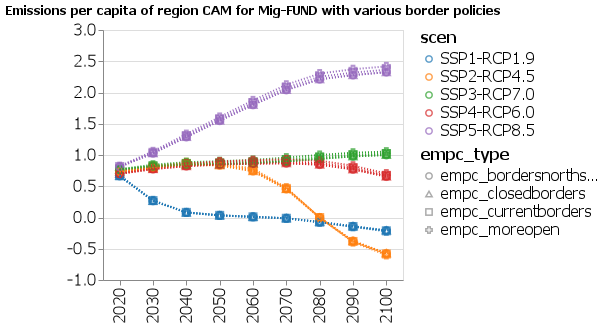 Emissions per capita of region CAM for Mig-FUND with various border policies
3.0
2.5
2.0
1.5
1.0
0.5
0.0
-0.5
-1.0
2020
2030
2040
2050
2060
2070
2080
2090
2100
scen
SSP1-RCP1.9
SSP2-RCP4.5
SSP3-RCP7.0
SSP4-RCP6.0
SSP5-RCP8.5
empc_type
empc_bordersnorths...
empc_closedborders
empc_currentborders
empc_moreopen